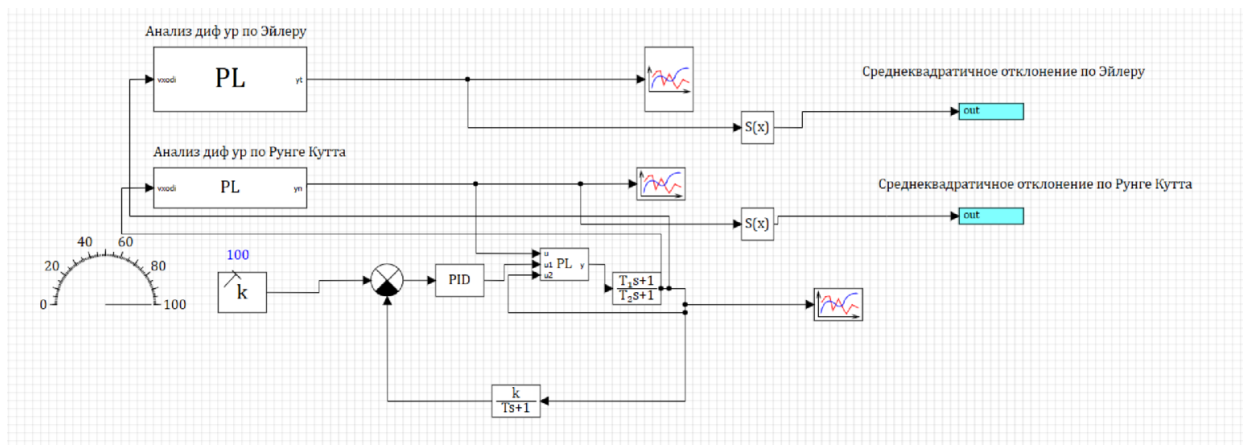 Анализ диф ур по Эйлеру
vxodi PL yt
Среднеквадратичное отклонение по Эйлеру
out
S(x)
Анализ диф ур по Рунге Кутта
vxodi PL yn
Среднеквадратичное отклонение по Рунге Кутта
out
S(x)
0 20 40 60 80 100
100
k
PID
u
u1 PL y
u2
T₁s+1
T₂s+1
k
Ts+1